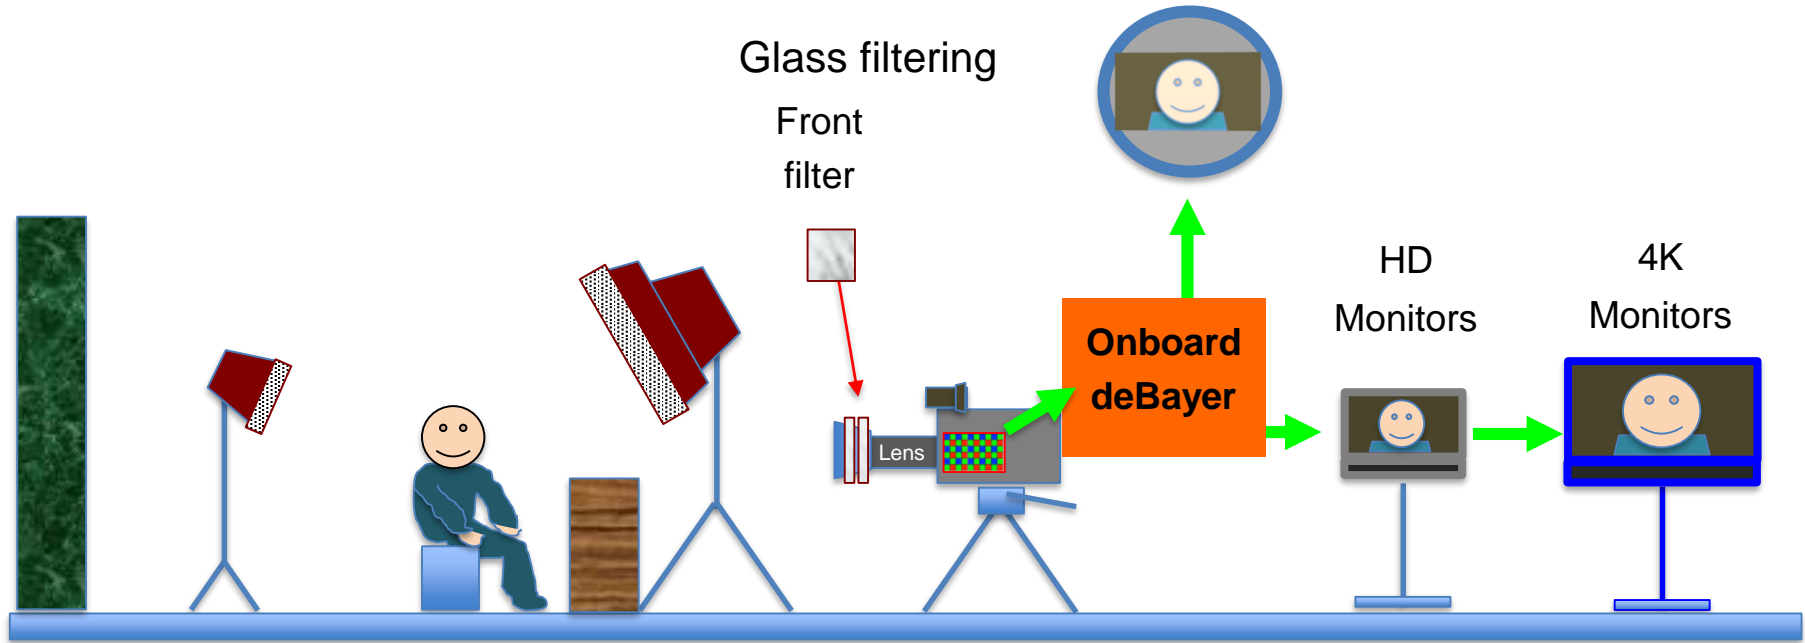 Glass filtering
Front
filter
Lens
Onboard
deBayer
HD
Monitors
4K
Monitors